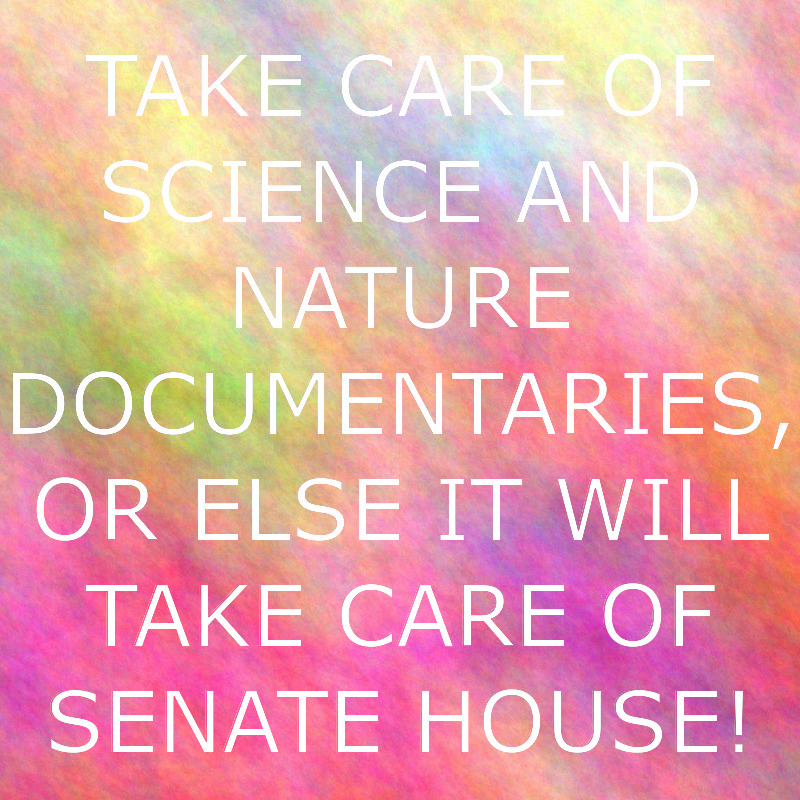 TAKE CARE OF
SCIENCE AND
NATURE
DOCUMENTARIES,
OR ELSE IT WILL
TAKE CARE OF
SENATE HOUSE!